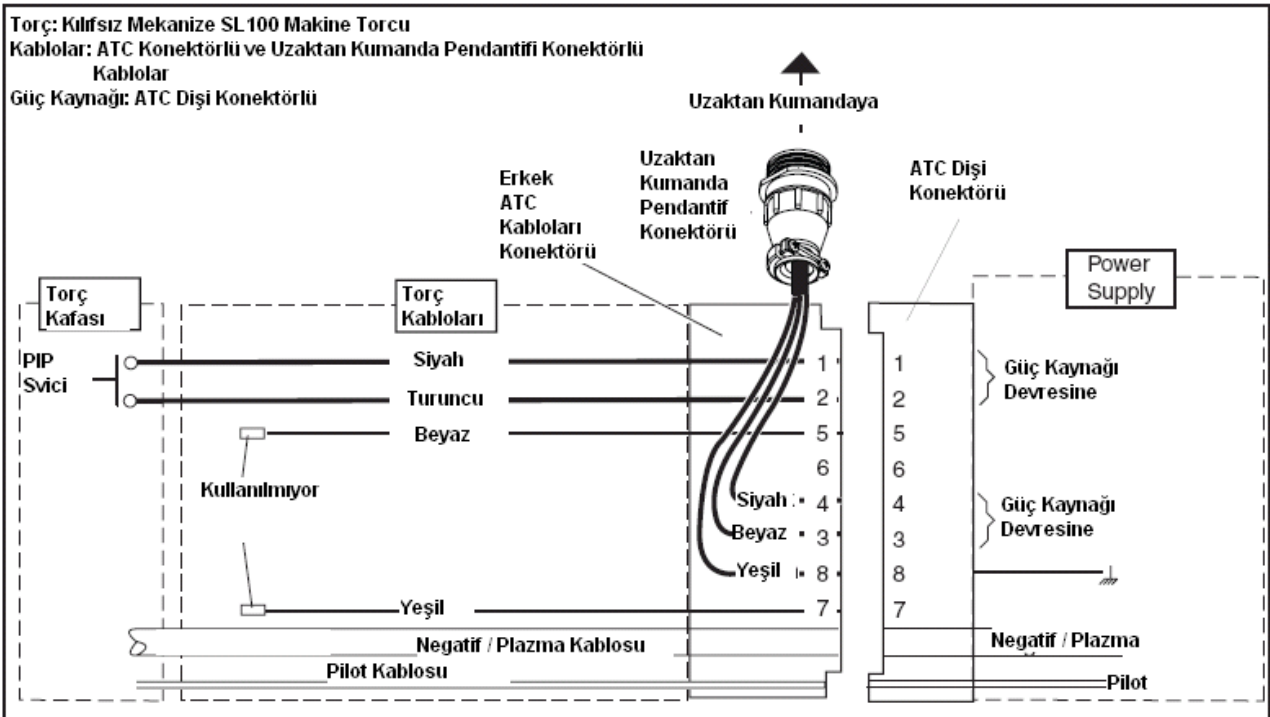 Torç: Kılıfsız Mekanize SL100 Makine Torcu
Kablolar: ATC Konektörlü ve Uzaktan Kumanda Pendantifi Konektörlü
Kablolar
Güç Kaynağı: ATC Dişi Konektörlü
Uzaktan Kumandaya
Uzaktan
Kumanda
Pendantif
Konektörü
Erkek
ATC
Kabloları
Konektörü
ATC Dişi
Konektörü
Power
Supply
Torç
Kafası
Torç
Kabloları
PIP
Svici
Siyah
1
1
Güç Kaynağı
Devresine
Turuncu
2
2
Beyaz
5
5
6
6
Kullanılmıyor
Siyah
4
4
Güç Kaynağı
Devresine
Beyaz
3
3
Yeşil
8
8
Yeşil
7
7
Negatif / Plazma Kablosu
Negatif / Plazma
Pilot Kablosu
Pilot